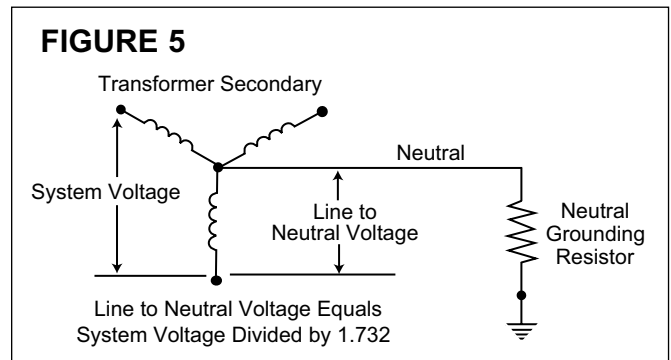 FIGURE 5
Transformer Secondary
Neutral
System Voltage
Line to
Neutral Voltage
Neutral
Grounding
Resistor
Line to Neutral Voltage Equals
System Voltage Divided by 1.732